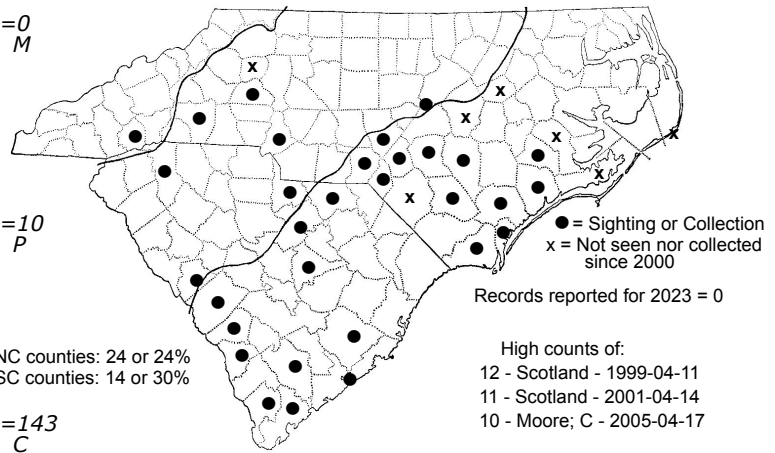 =0
M
=10
P
● = Sighting or Collection
x = Not seen nor collected
since 2000
Records reported for 2023 = 0
NC counties: 24 or 24%
SC counties: 14 or 30%
High counts of:
12 - Scotland - 1999-04-11
11 - Scotland - 2001-04-14
10 - Moore; C - 2005-04-17
=143
C
x
x
x
x
x
x